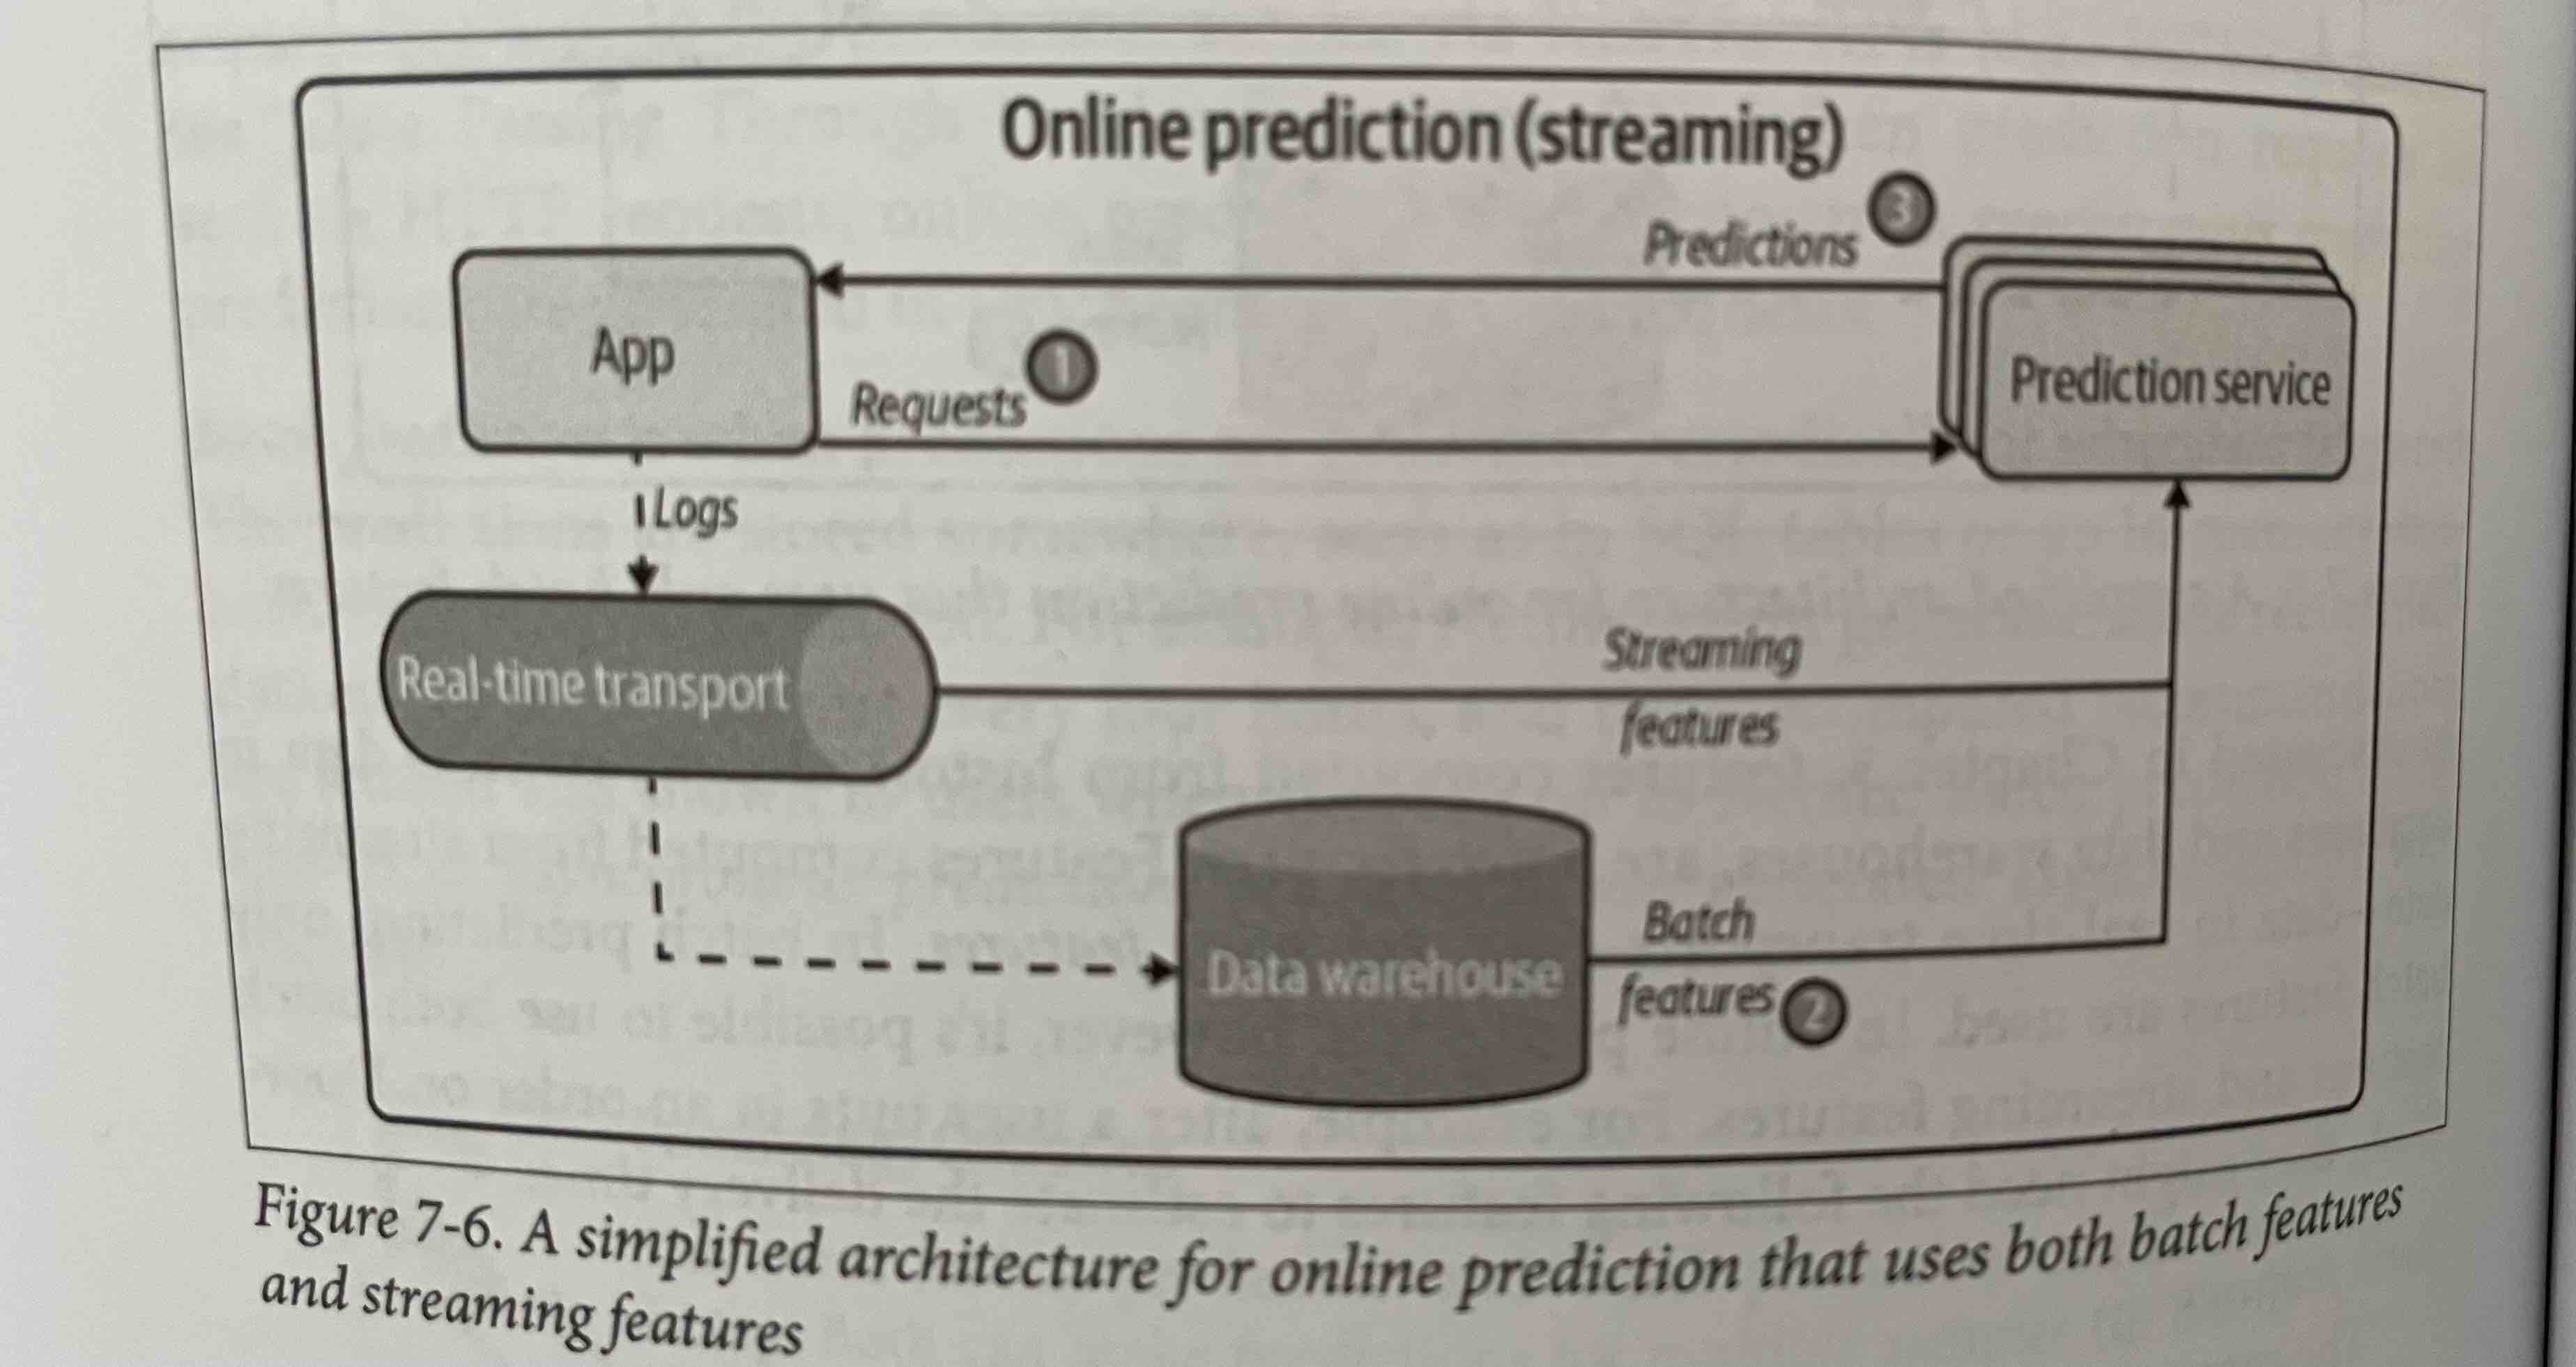 Online prediction (streaming)
Predictions 3
App
Requests 1
Prediction service
Logs
Real-time transport
Streaming
features
Data warehouse
Batch
features 2
Figure 7-6. A simplified architecture for online prediction that uses both batch features
and streaming features